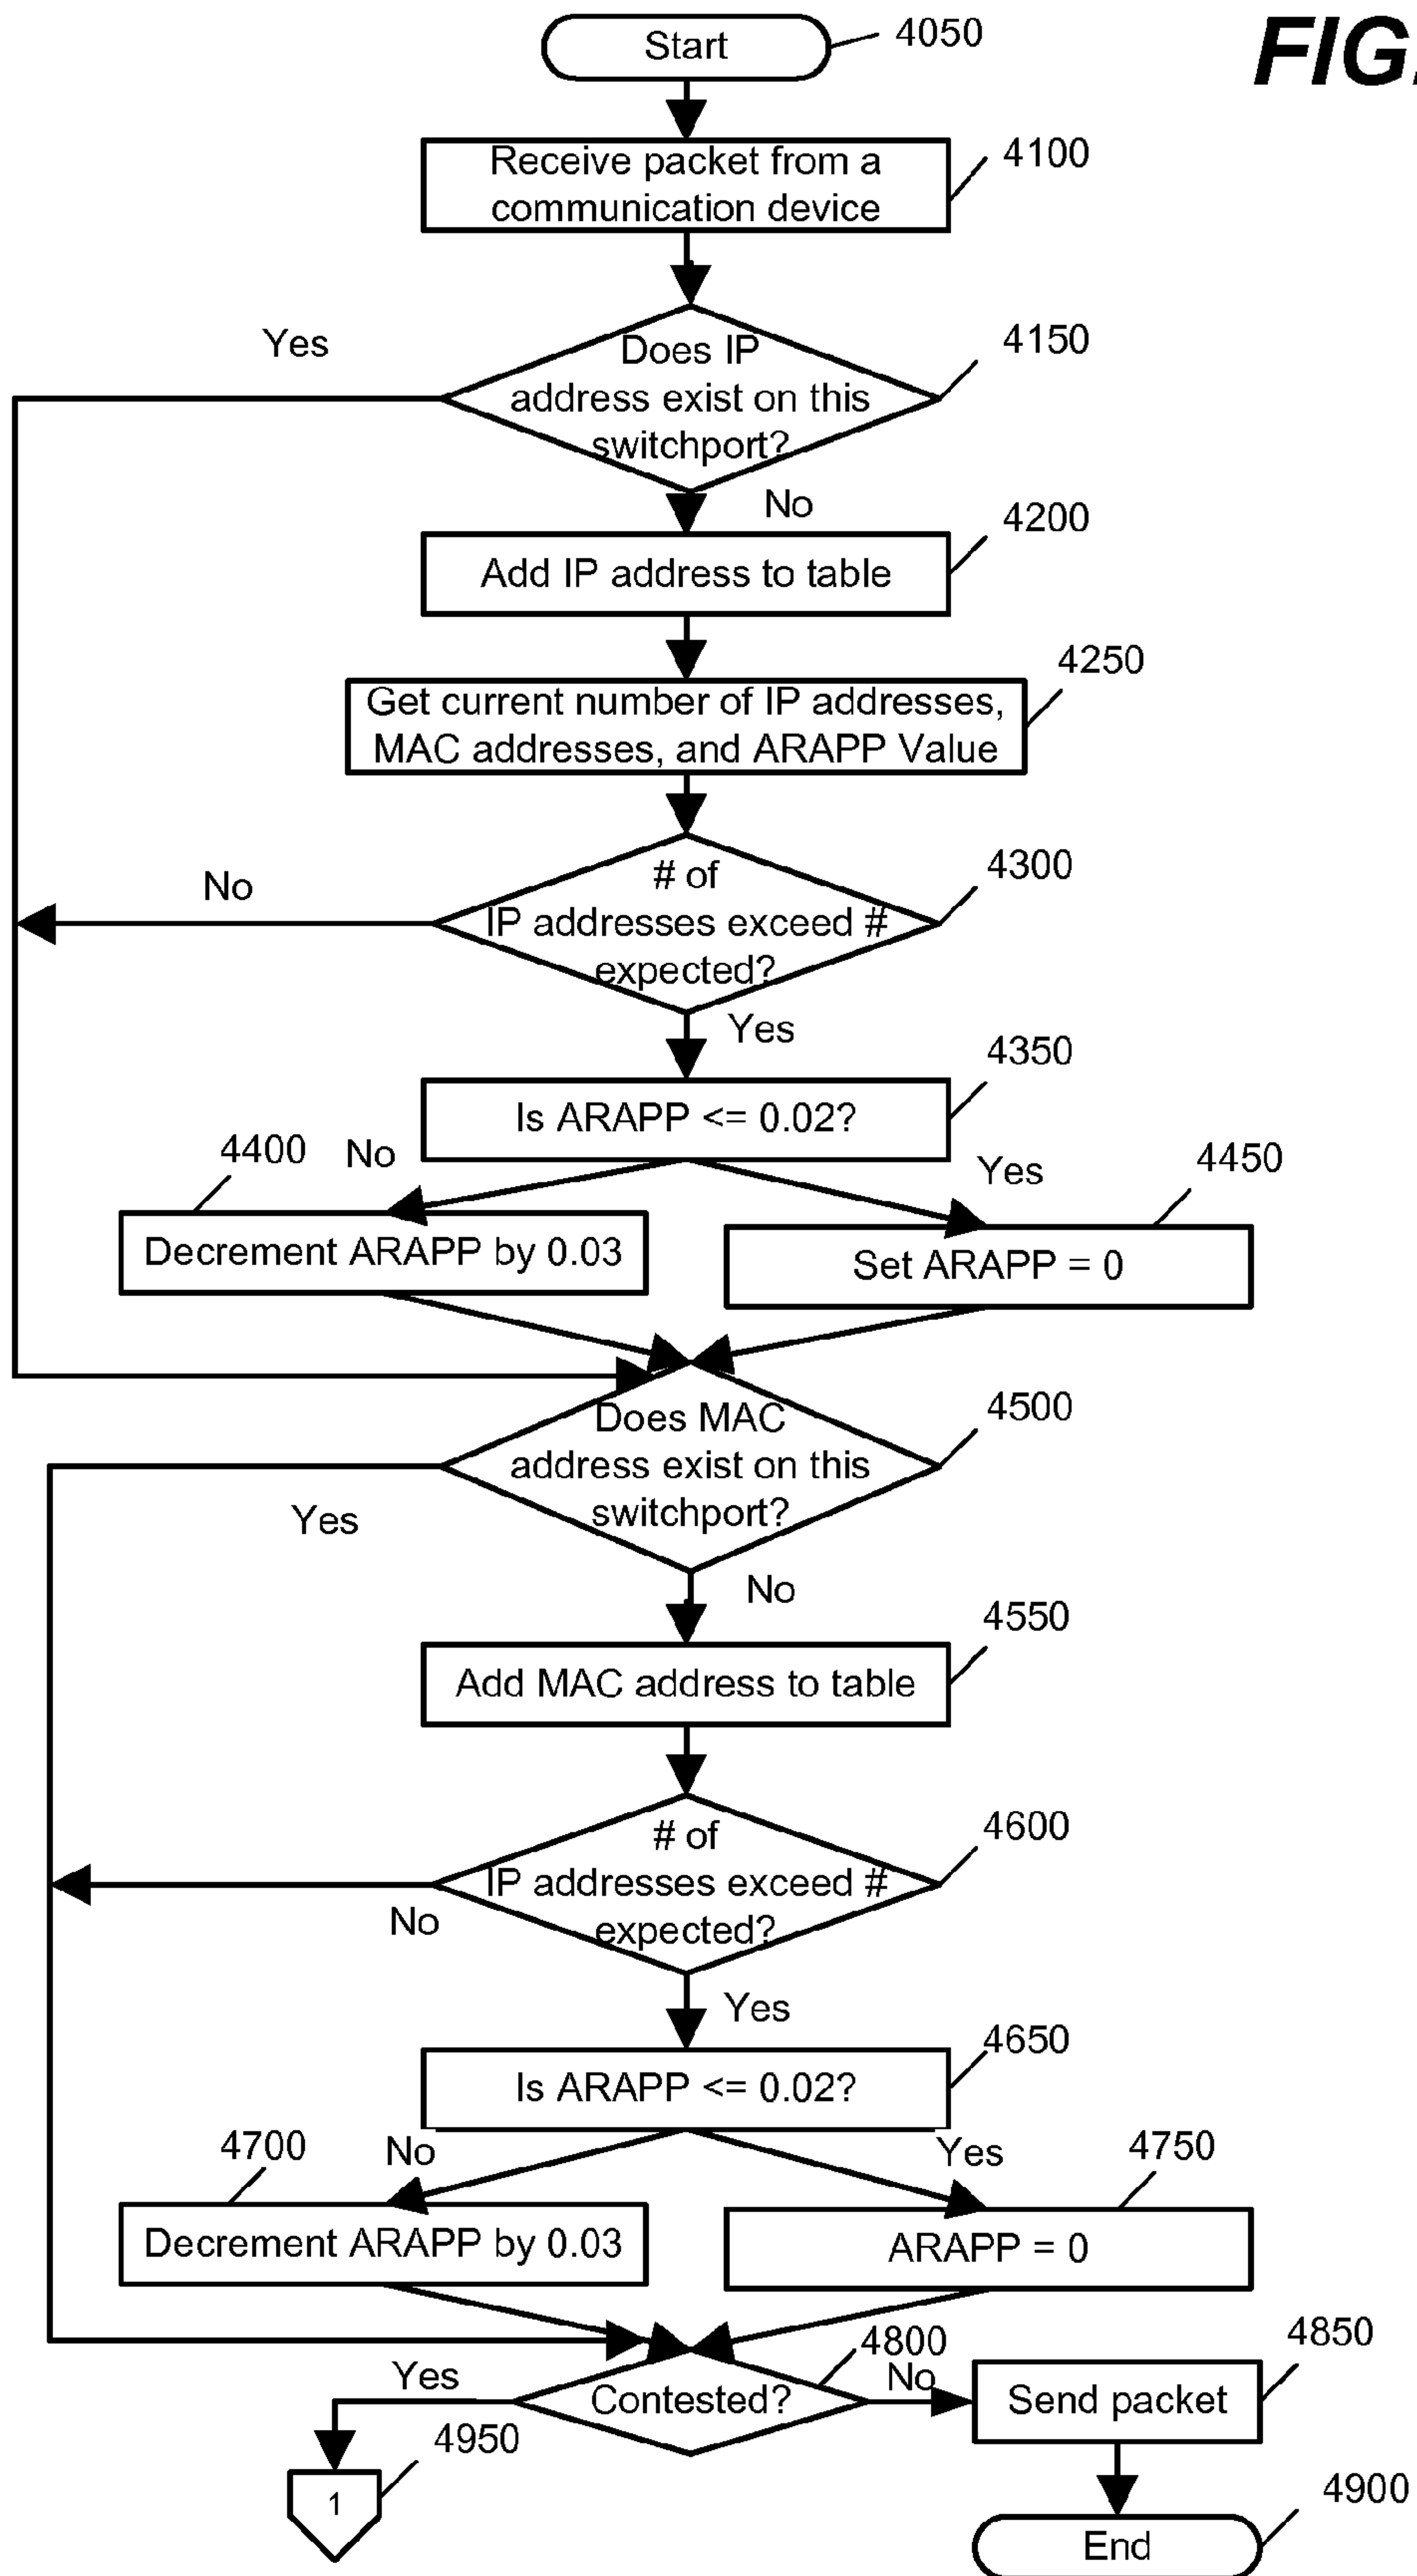 FIG.
Start
4050
Receive packet from a
communication device
4100
Yes
Does IP
address exist on this
switchport?
4150
No
Add IP address to table
4200
Get current number of IP addresses,
MAC addresses, and ARAPP Value
4250
No
# of
IP addresses exceed #
expected?
4300
Yes
Is ARAPP <= 0.02?
4350
4400
No
Yes
4450
Decrement ARAPP by 0.03
Set ARAPP = 0
Does MAC
address exist on this
switchport?
4500
Yes
No
Add MAC address to table
4550
# of
IP addresses exceed #
expected?
4600
No
Yes
Is ARAPP <= 0.02?
4650
4700
No
Yes
4750
Decrement ARAPP by 0.03
ARAPP = 0
4800
Yes
Contested?
No
Send packet
4850
4950
1
End
4900